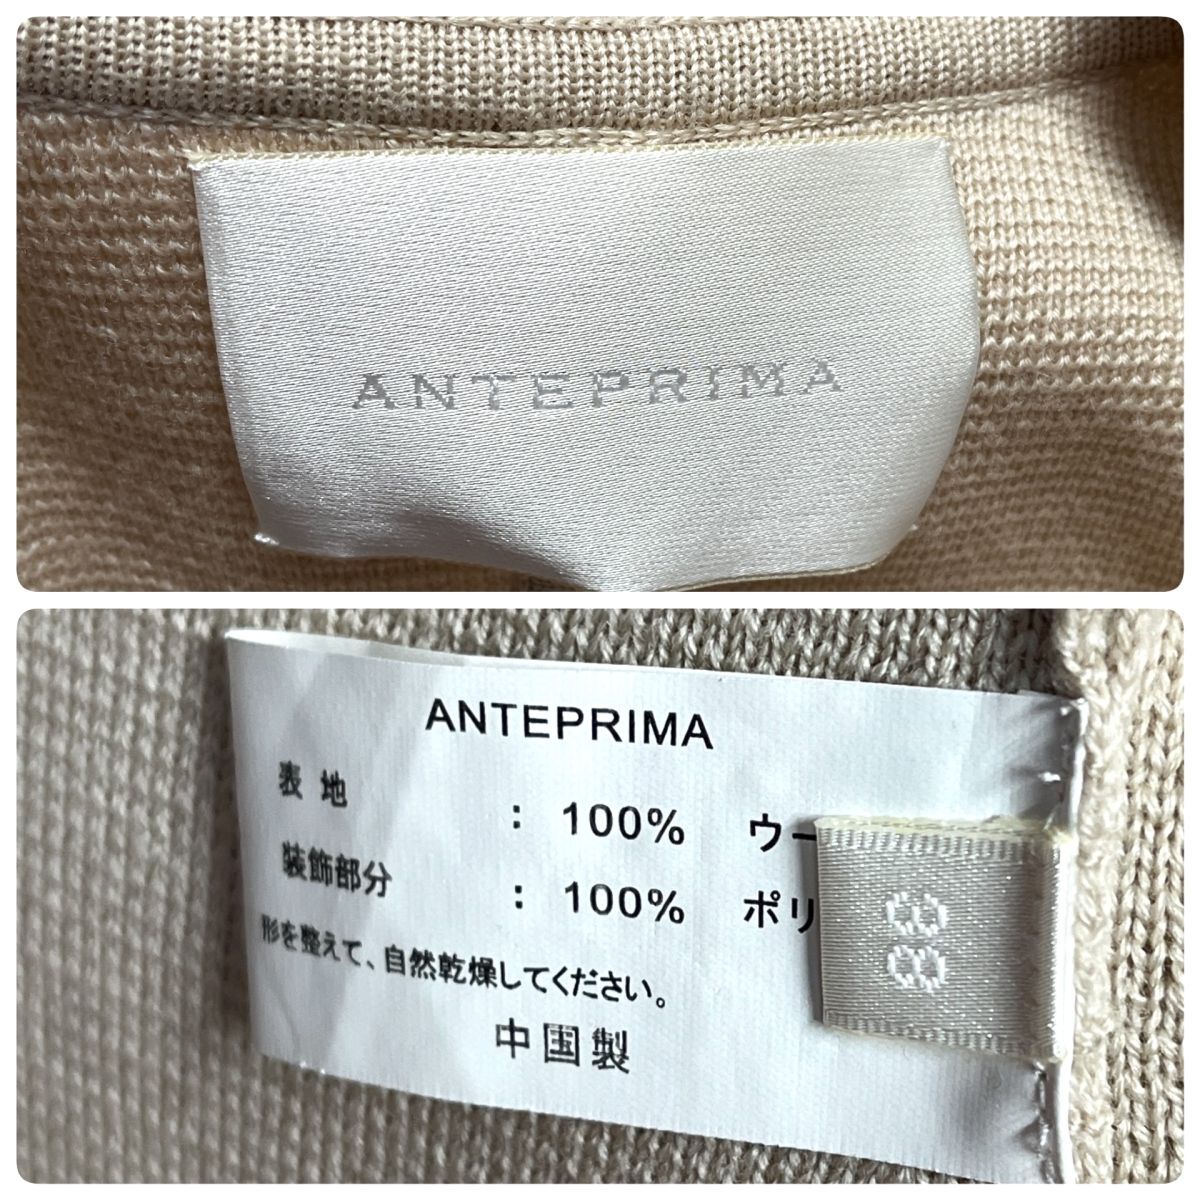 ANTEPRIMA
ANTEPRIMA
表地 : 100% ウー
装飾部分 : 100% ポリ
形を整えて、自然乾燥してください。
中国製
38